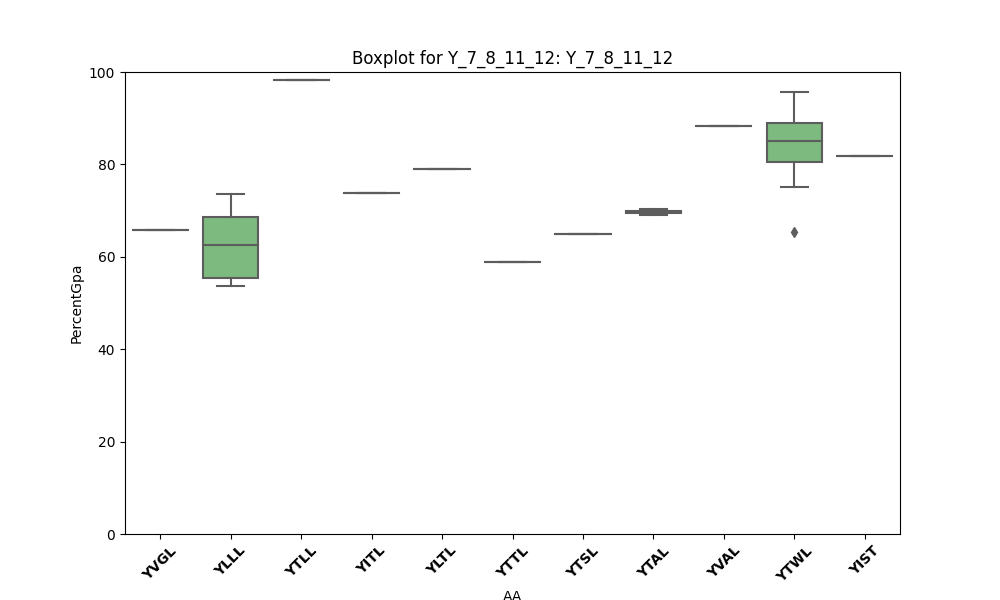 Boxplot for Y_7_8_11_12: Y_7_8_11_12
PercentGpa
100
80
60
40
20
0
YVGL YLLL YTLL YITL YLTL YTTL YTSL YTAL YVAL YTWL YIST
AA